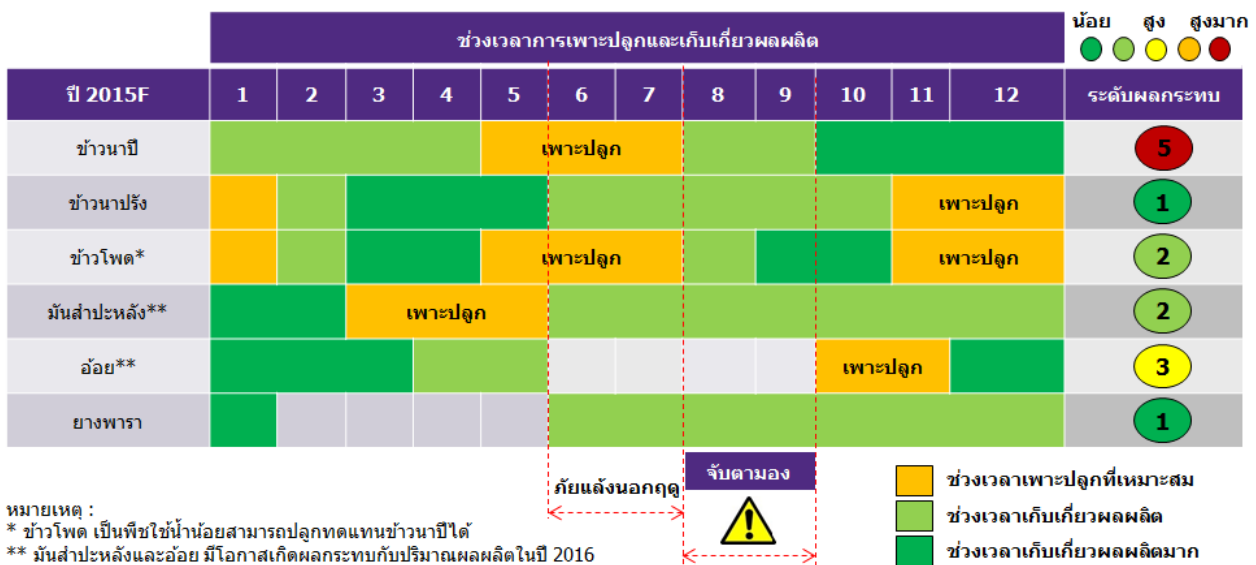 น้อย สูง สูงมาก
ช่วงเวลาการเพาะปลูกและเก็บเกี่ยวผลผลิต
ปี 2015F 1 2 3 4 5 6 7 8 9 10 11 12 ระดับผลกระทบ
ข้าวนาปี เพาะปลูก 5
ข้าวนาปรัง เพาะปลูก 1
ข้าวโพด* เพาะปลูก เพาะปลูก 2
มันสำปะหลัง** เพาะปลูก 2
อ้อย** เพาะปลูก 3
ยางพารา 1
ภัยแล้งนอกฤดู จับตามอง
ช่วงเวลาเพาะปลูกที่เหมาะสม
ช่วงเวลาเก็บเกี่ยวผลผลิต
ช่วงเวลาเก็บเกี่ยวผลผลิตมาก
หมายเหตุ :
* ข้าวโพด เป็นพืชใช้น้ำน้อยสามารถปลูกทดแทนข้าวนาปีได้
** มันสำปะหลังและอ้อย มีโอกาสเกิดผลกระทบกับปริมาณผลผลิตในปี 2016